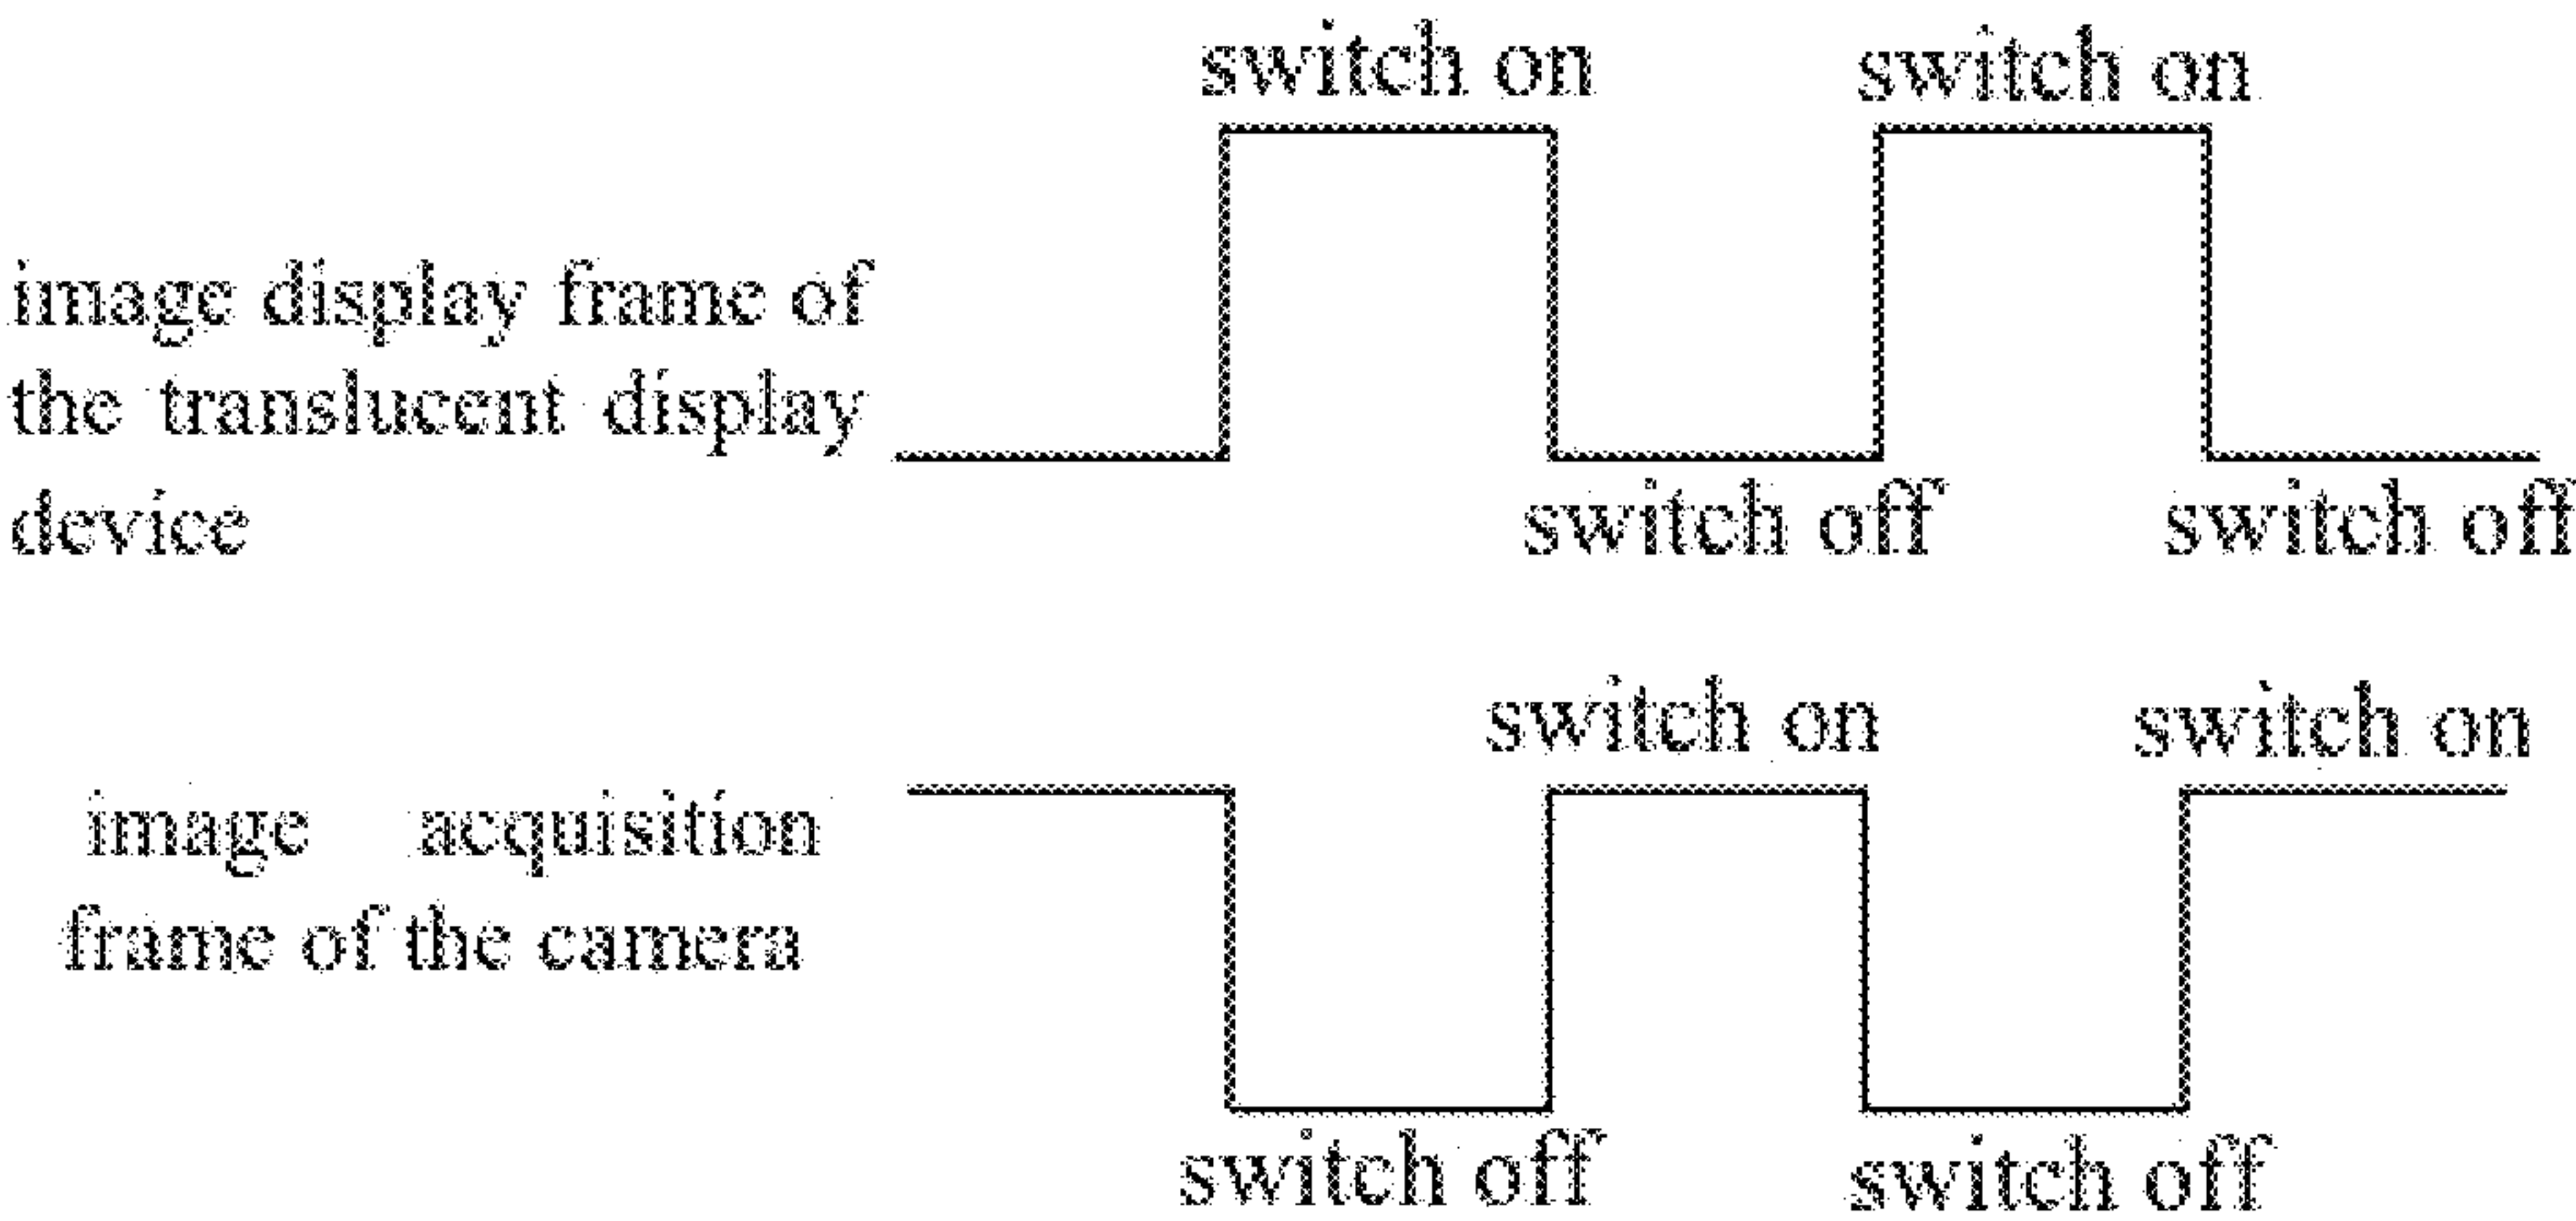 switch on switch on
image display frame of
the translucent display
device
switch off switch off
switch on switch on
image acquisition
frame of the camera
switch off switch off